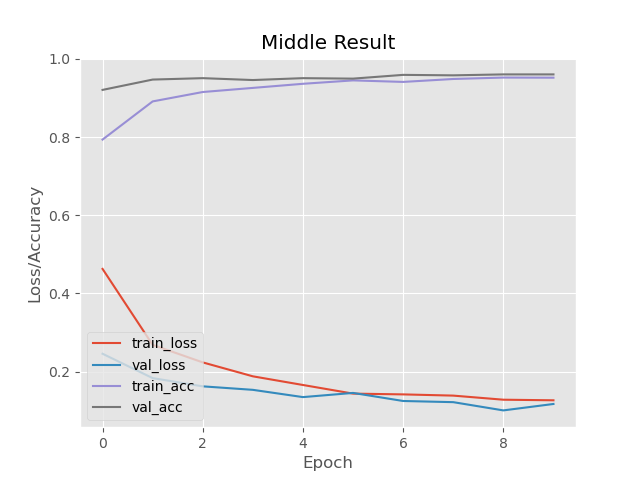 Middle Result
1.0
0.8
0.6
0.4
0.2
Loss/Accuracy
train_loss
val_loss
train_acc
val_acc
0 2 4 6 8
Epoch